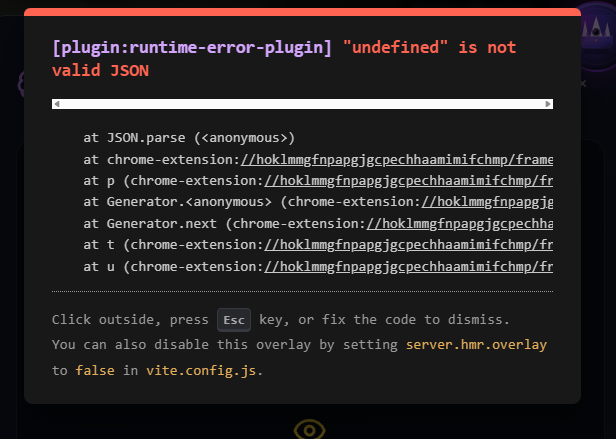 [plugin:runtime-error-plugin] "undefined" is not
valid JSON
at JSON.parse (<anonymous>)
at chrome-extension://hoklmmgfnpapgjgcpechhaamimifchmp/frame
at p (chrome-extension://hoklmmgfnpapgjgcpechhaamimifchmp/fr
at Generator.<anonymous> (chrome-extension://hoklmmgfnpapgjg
at Generator.next (chrome-extension://hoklmmgfnpapgjgcpechha
at t (chrome-extension://hoklmmgfnpapgjgcpechhaamimifchmp/fr
at u (chrome-extension://hoklmmgfnpapgjgcpechhaamimifchmp/fr
Click outside, press Esc key, or fix the code to dismiss.
You can also disable this overlay by setting server.hmr.overlay
to false in vite.config.js.